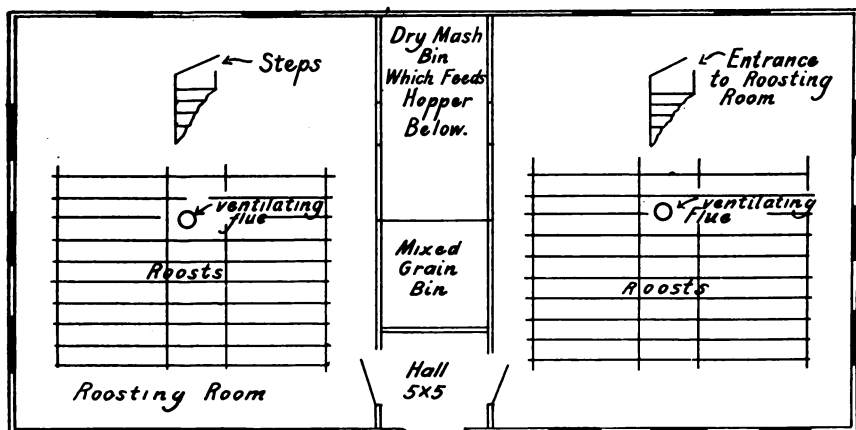 Steps
ventilating
flue
Roosts
Roosting Room
Dry Mash
Bin
Which Feeds
Hopper
Below.
Mixed
Grain
Bin
Hall
5x5
Entrance
to Roosting
Room
ventilating
Flue
Roosts